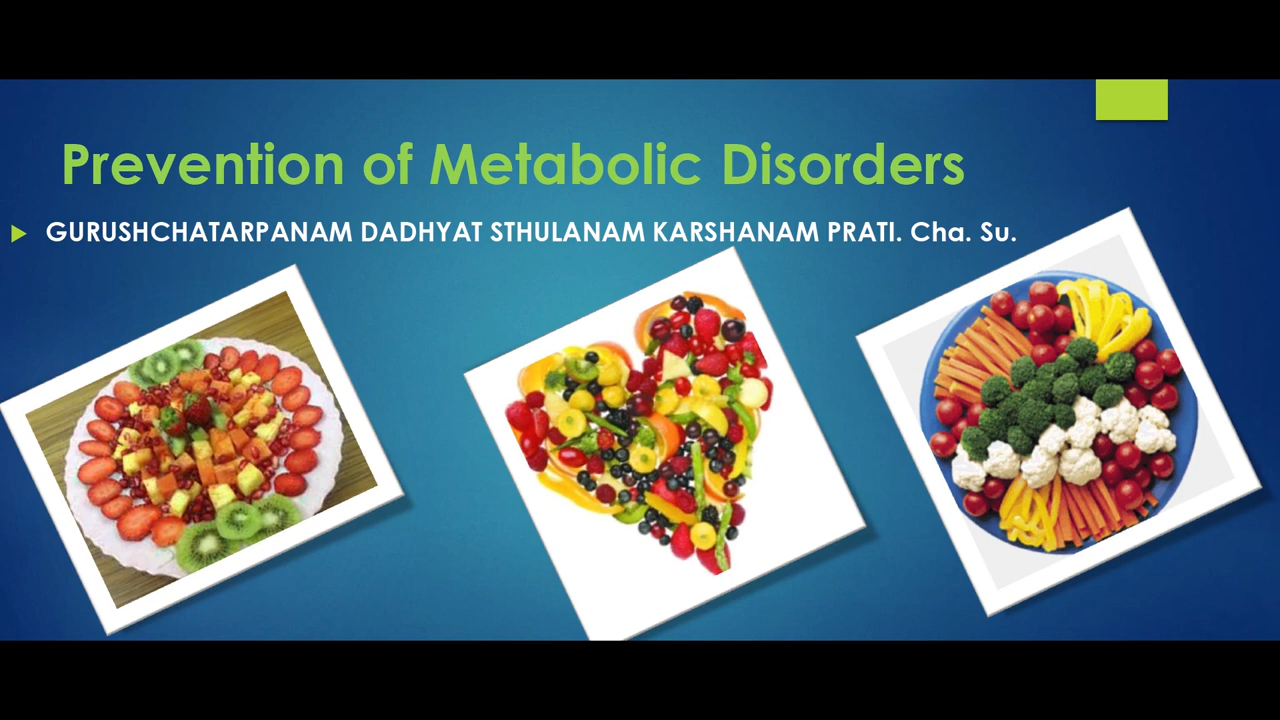 Prevention of Metabolic Disorders
GURUSHCHATARPANAM DADHYAT STHULANAM KARSHANAM PRATI. Cha. Su.